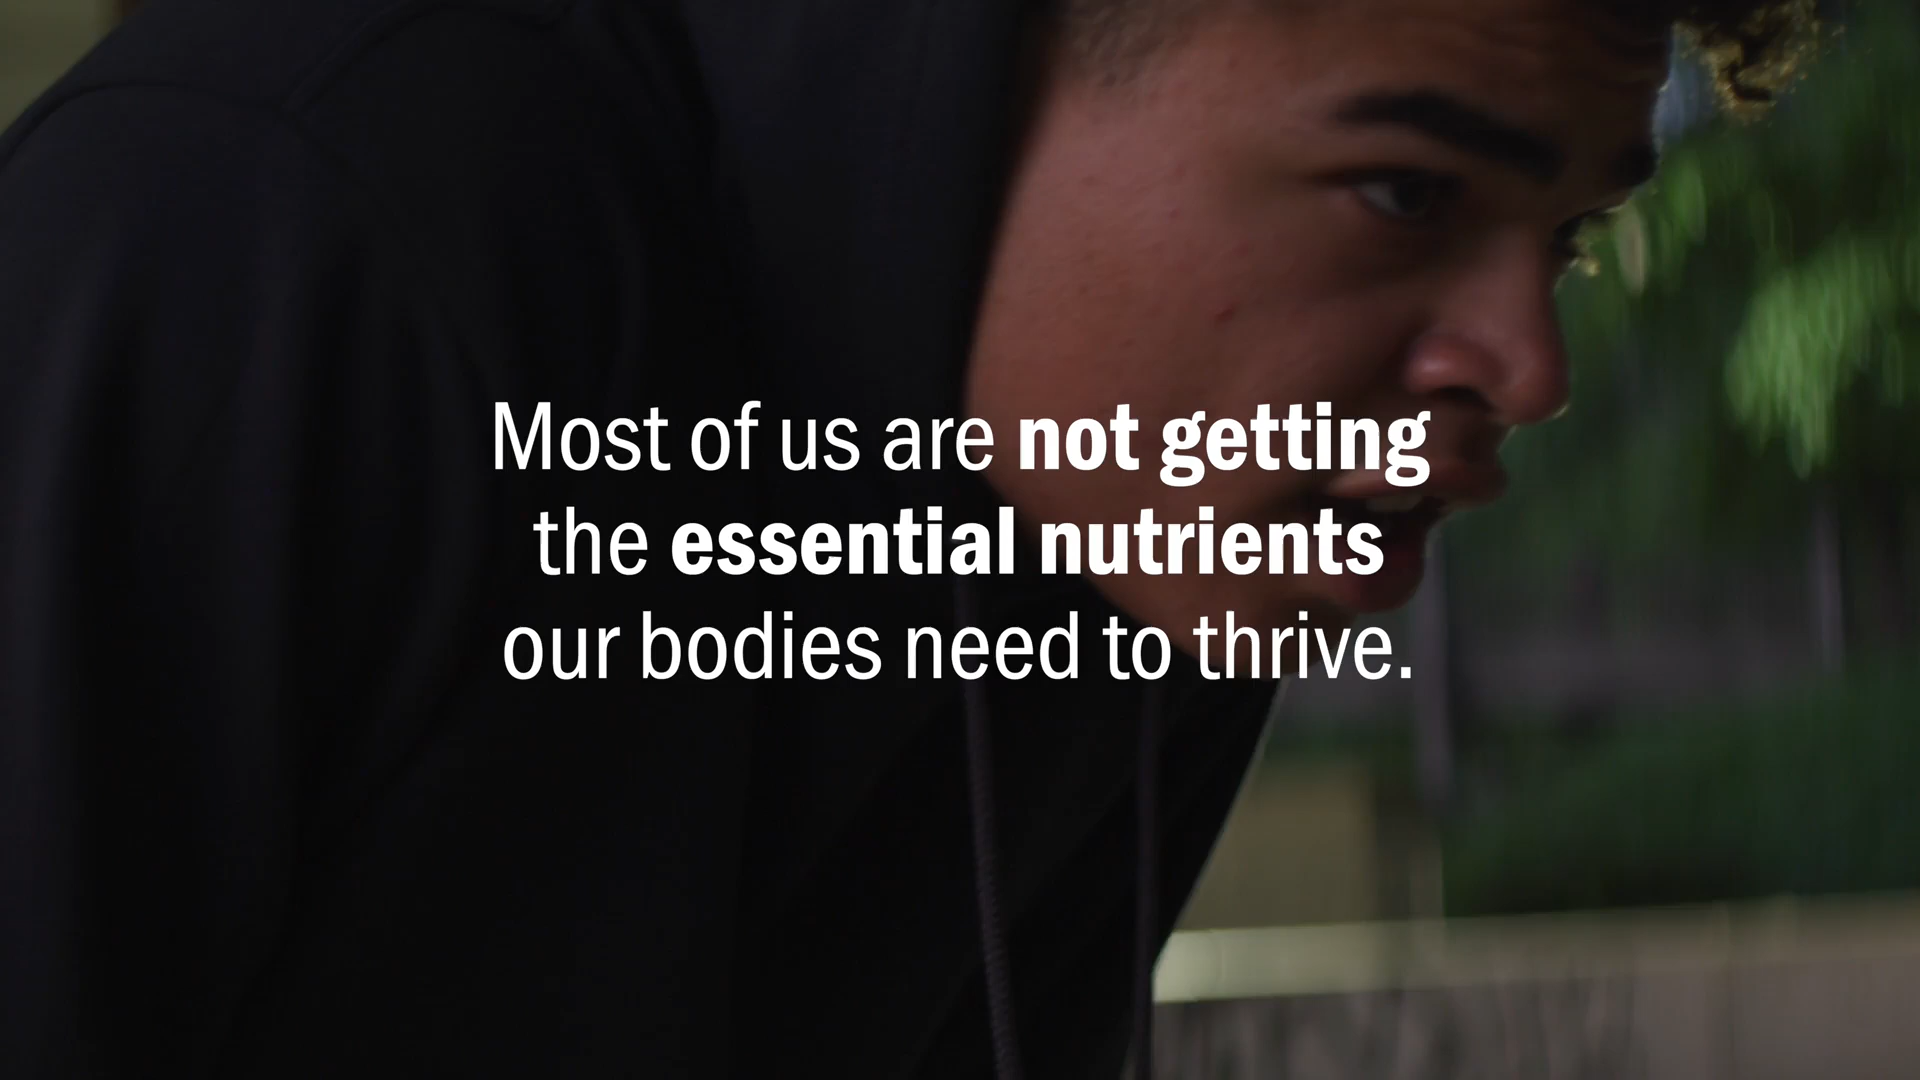 Most of us are not getting
the essential nutrients
our bodies need to thrive.